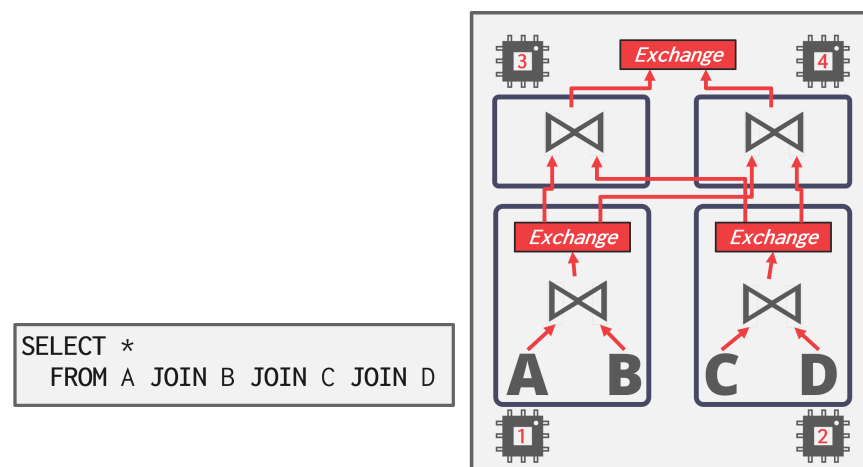 3
Exchange
4
Exchange
Exchange
A
B
C
D
1
2
SELECT *
FROM A JOIN B JOIN C JOIN D